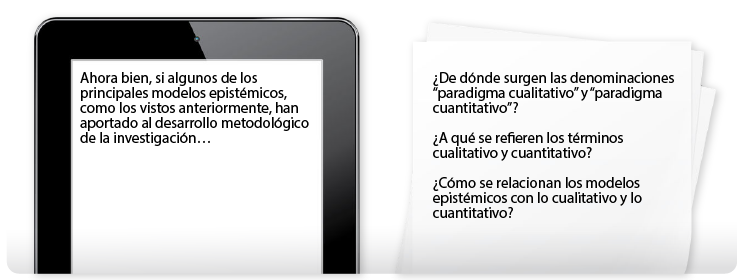 Ahora bien, si algunos de los
principales modelos epistémicos,
como los vistos anteriormente, han
aportado al desarrollo metodológico
de la investigación…
¿De dónde surgen las denominaciones
“paradigma cualitativo” y “paradigma
cuantitativo”?
¿A qué se refieren los términos
cualitativo y cuantitativo?
¿Cómo se relacionan los modelos
epistémicos con lo cualitativo y lo
cuantitativo?